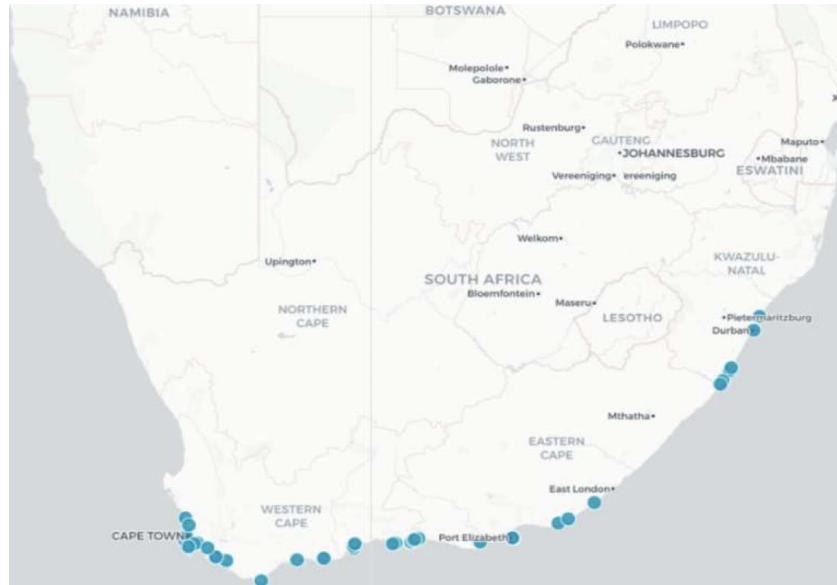 NAMIBIA
BOTSWANA
LIMPOPO
Polokwane
Molepolole
Gaborone
Rustenburg
GAUTENG
JOHANNESBURG
NORTH
WEST
Maputo
Mbabane
ESWATINI
Vereeniging
ereeniging
Welkom
KWAZULU-
NATAL
Upington
SOUTH AFRICA
Bloemfontein
Maseru
NORTHERN
CAPE
LESOTHO
Pietermaritzburg
Durban
Mthatha
EASTERN
CAPE
East London
WESTERN
CAPE
CAPE TOWN
Port Elizabeth